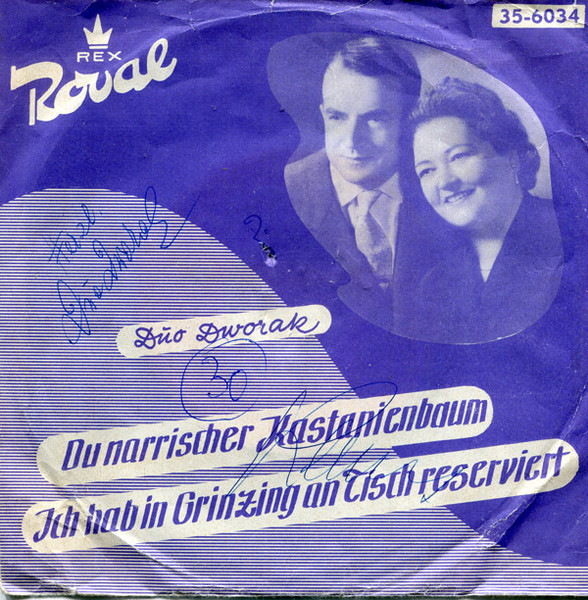 35-6034
REX
Royal
Duo Dworak
30
Du narrischer Kastanienbaum
Ich hab in Grinzing an Tisch reserviert